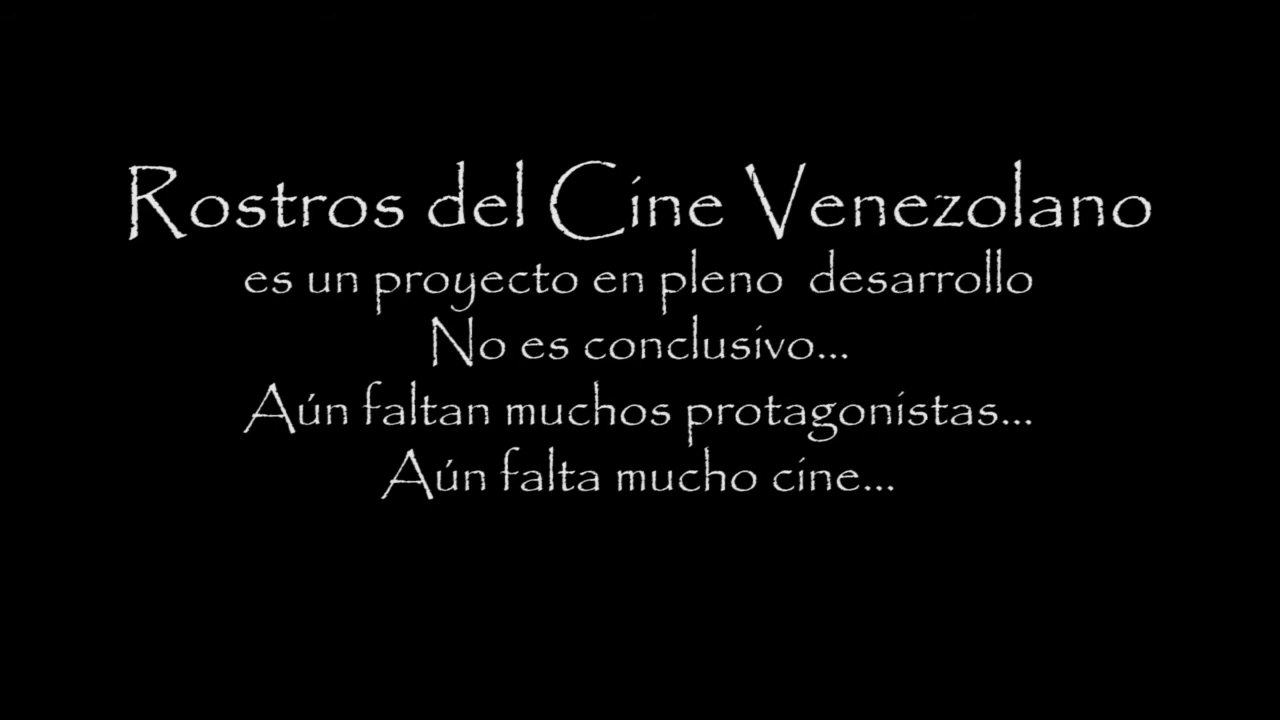 Rostros del Cine Venezolano
es un proyecto en pleno desarrollo
No es conclusivo...
Aún faltan muchos protagonistas...
Aún falta mucho cine...